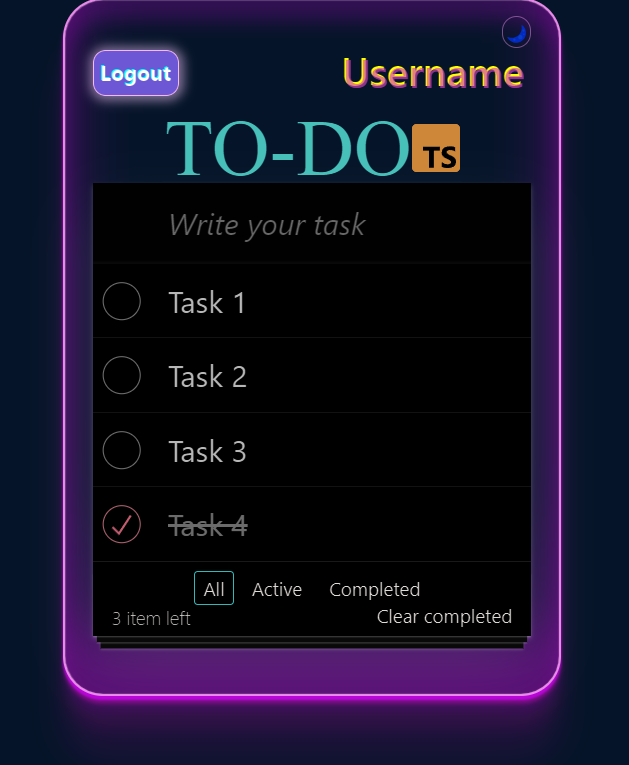 Logout
Username
TO-DO TS
Write your task
Task 1
Task 2
Task 3
Task 4
All Active Completed
3 item left Clear completed